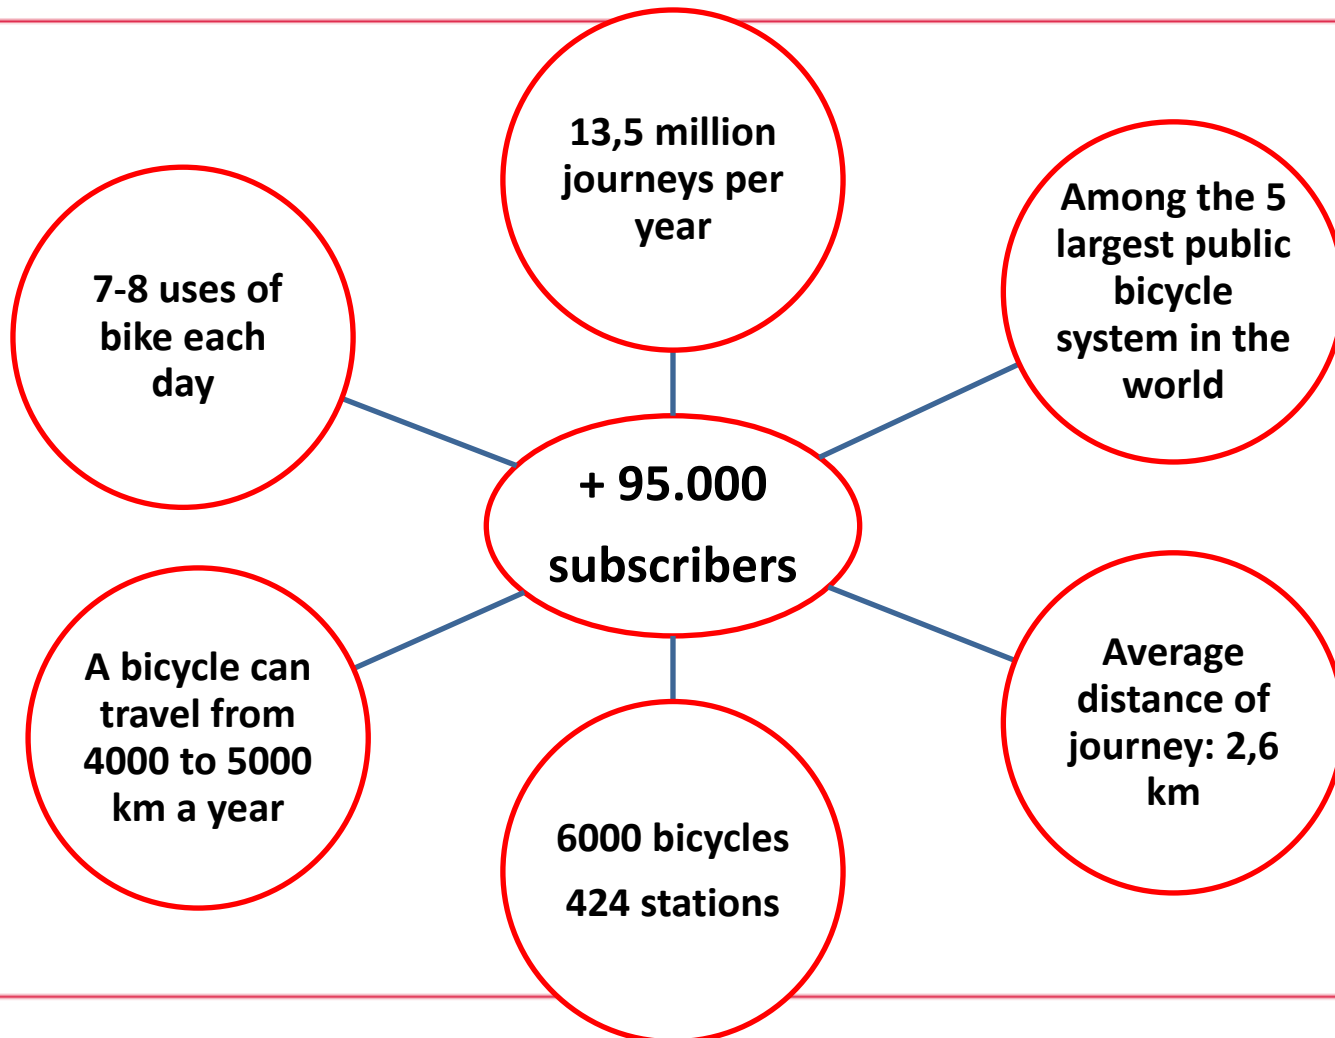 13,5 million
journeys per
year
Among the 5
largest public
bicycle
system in the
world
7-8 uses of
bike each
day
+ 95.000
subscribers
A bicycle can
travel from
4000 to 5000
km a year
Average
distance of
journey: 2,6
km
6000 bicycles
424 stations